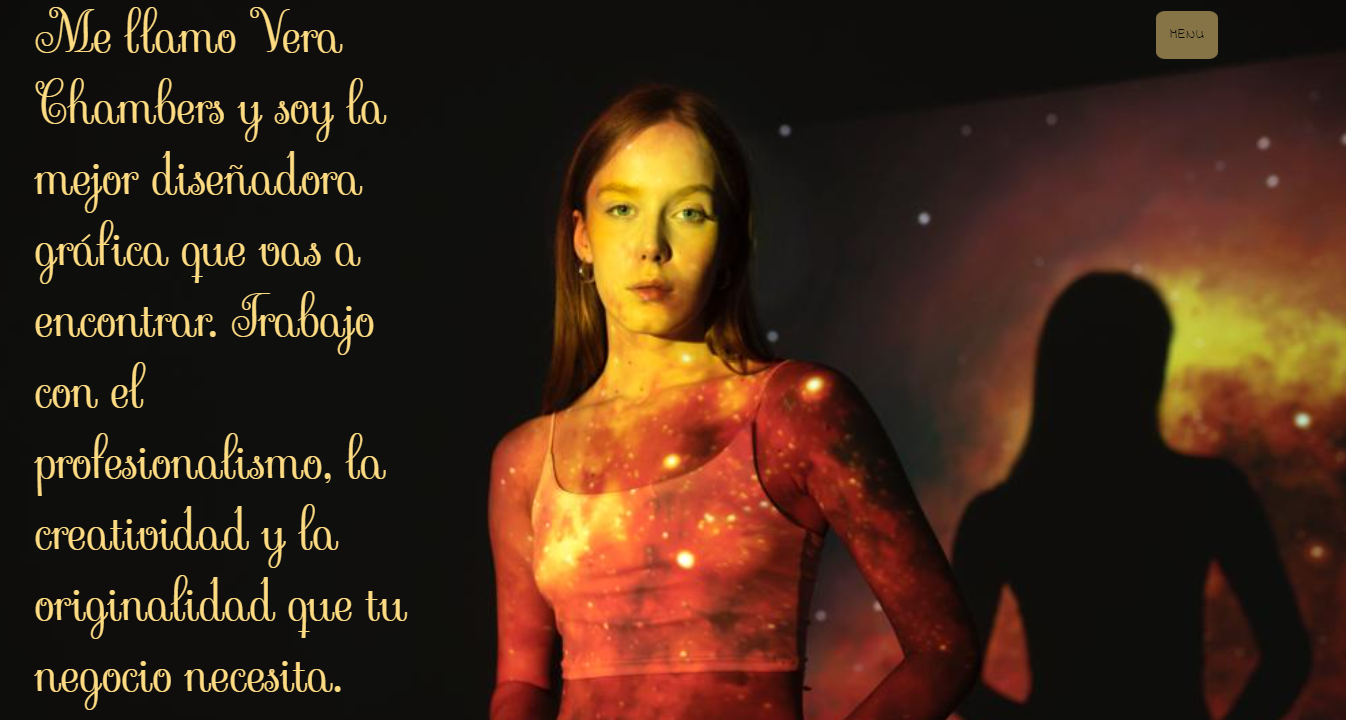 Me llamo Vera
Chambers y soy la
mejor diseñadora
gráfica que vas a
encontrar. Trabajo
con el
profesionalismo, la
creatividad y la
originalidad que tu
negocio necesita.
MENU